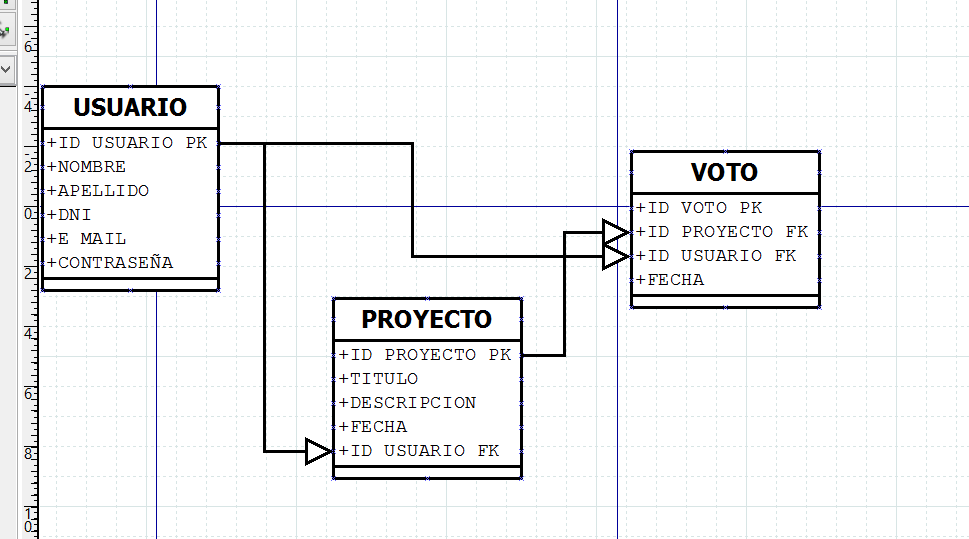 USUARIO
+ID USUARIO PK
+NOMBRE
+APELLIDO
+DNI
+E MAIL
+CONTRASEÑA
VOTO
+ID VOTO PK
+ID PROYECTO FK
+ID USUARIO FK
+FECHA
PROYECTO
+ID PROYECTO PK
+TITULO
+DESCRIPCION
+FECHA
+ID USUARIO FK
6
4
2
0
2
4
6
8
10